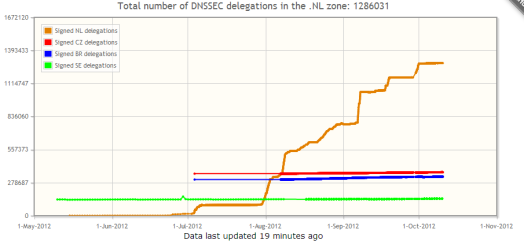 Total number of DNSSEC delegations in the .NL zone: 1286031
1672120
1393433
1114747
836060
557373
278687
0
Signed NL delegations
Signed CZ delegations
Signed BR delegations
Signed SE delegations
1-May-2012 1-Jun-2012 1-Jul-2012 1-Aug-2012 1-Sep-2012 1-Oct-2012 1-Nov-2012
Data last updated 19 minutes ago